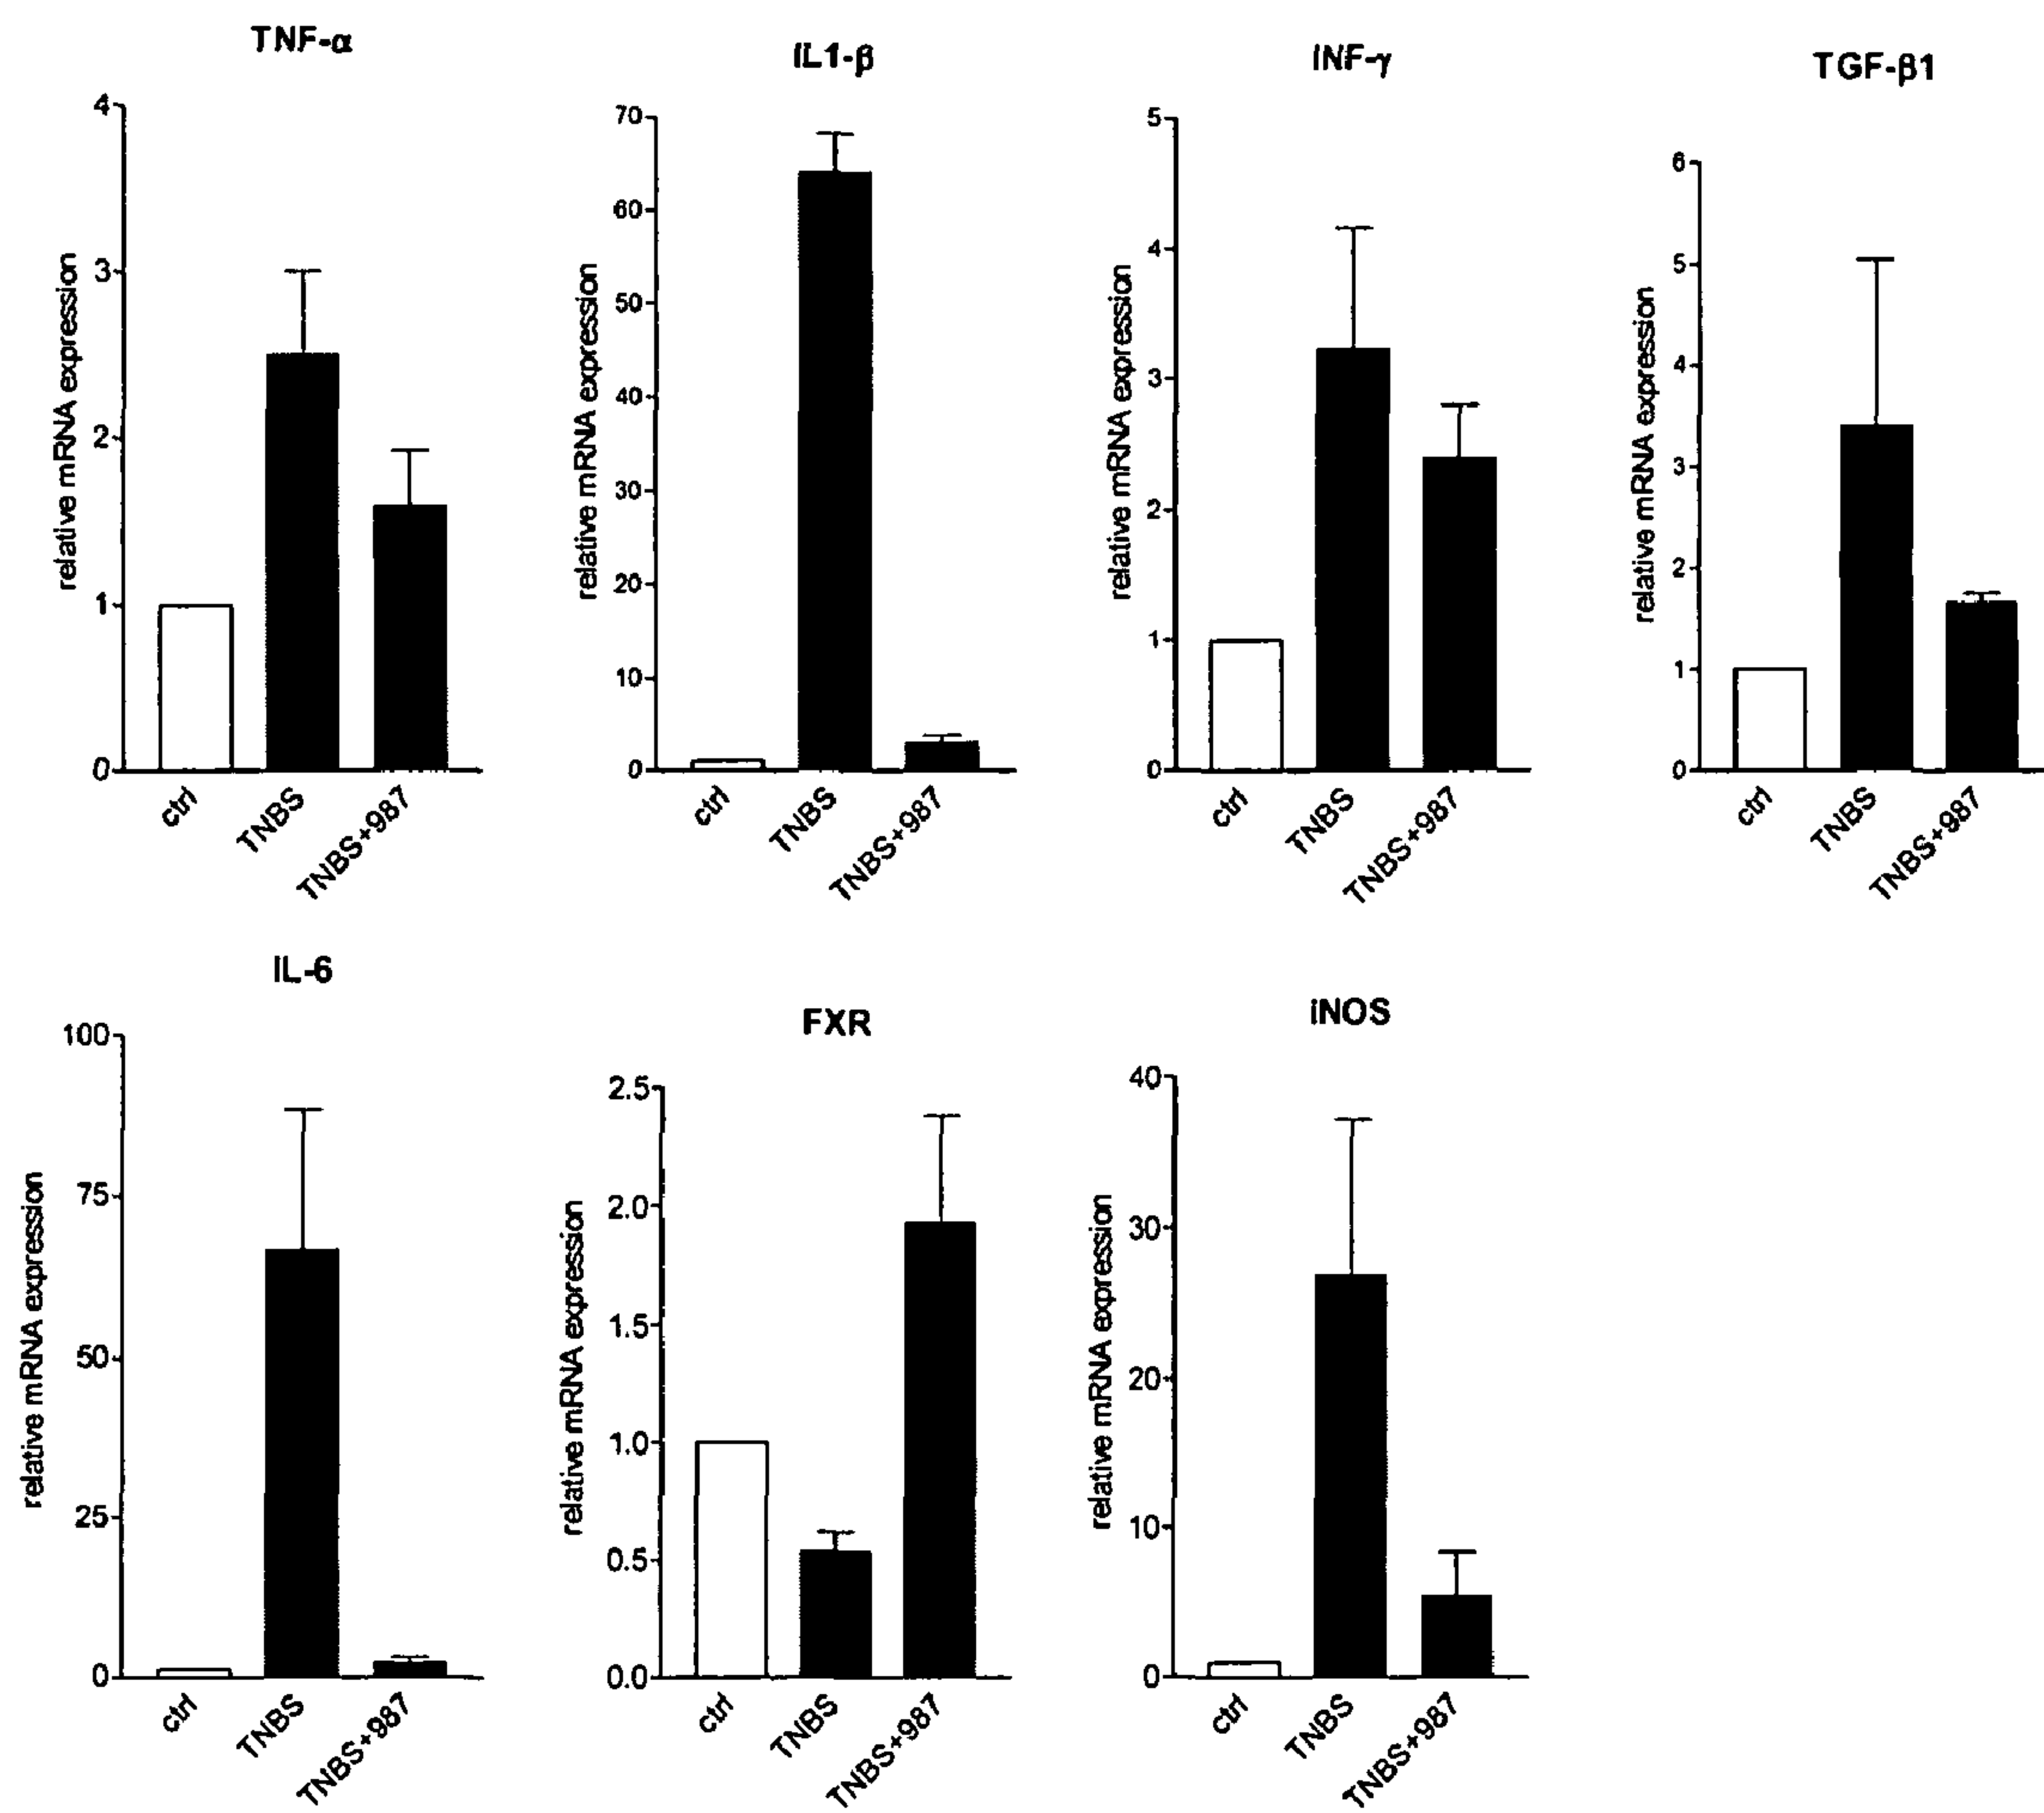 TNF-α
relative mRNA expression
4
3
2
1
0
ctrl
TNBS
TNBS+987
IL1-β
relative mRNA expression
70
60
50
40
30
20
10
0
ctrl
TNBS
TNBS+987
INF-γ
relative mRNA expression
5
4
3
2
1
0
ctrl
TNBS
TNBS+987
TGF-β1
relative mRNA expression
6
5
4
3
2
1
0
ctrl
TNBS
TNBS+987
IL-6
relative mRNA expression
100
75
50
25
0
ctrl
TNBS
TNBS+987
FXR
relative mRNA expression
2.5
2.0
1.5
1.0
0.5
0.0
ctrl
TNBS
TNBS+987
iNOS
relative mRNA expression
40
30
20
10
0
ctrl
TNBS
TNBS+987